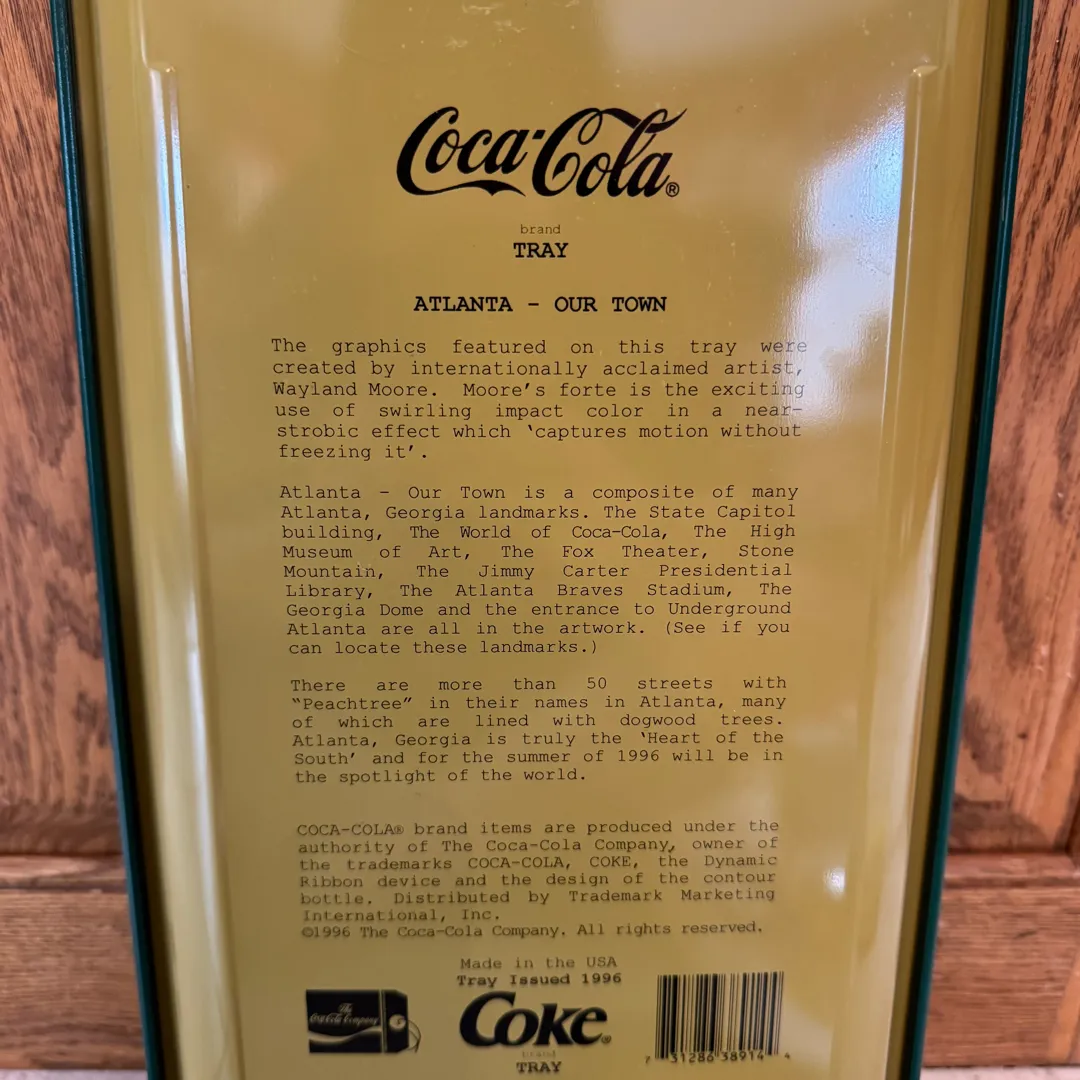 Coca-Cola®
brand
TRAY
ATLANTA - OUR TOWN
The graphics featured on this tray were
created by internationally acclaimed artist,
Wayland Moore. Moore's forte is the exciting
use of swirling impact color in a near-
strobic effect which 'captures motion without
freezing it'.
Atlanta - Our Town is a composite of many
Atlanta, Georgia landmarks. The State Capitol
building, The World of Coca-Cola, The High
Museum of Art, The Fox Theater, Stone
Mountain, The Jimmy Carter Presidential
Library, The Atlanta Braves Stadium, The
Georgia Dome and the entrance to Underground
Atlanta are all in the artwork. (See if you
can locate these landmarks.)
There are more than 50 streets with
"Peachtree" in their names in Atlanta, many
of which are lined with dogwood trees.
Atlanta, Georgia is truly the 'Heart of the
South' and for the summer of 1996 will be in
the spotlight of the world.
COCA-COLA® brand items are produced under the
authority of The Coca-Cola Company, owner of
the trademarks COCA-COLA, COKE, the Dynamic
Ribbon device and the design of the contour
bottle. Distributed by Trademark Marketing
International, Inc.
©1996 The Coca-Cola Company. All rights reserved.
Made in the USA
Tray Issued 1996
The
Coca-Cola Company
Coke®
brand
TRAY
7 31286 38914 4